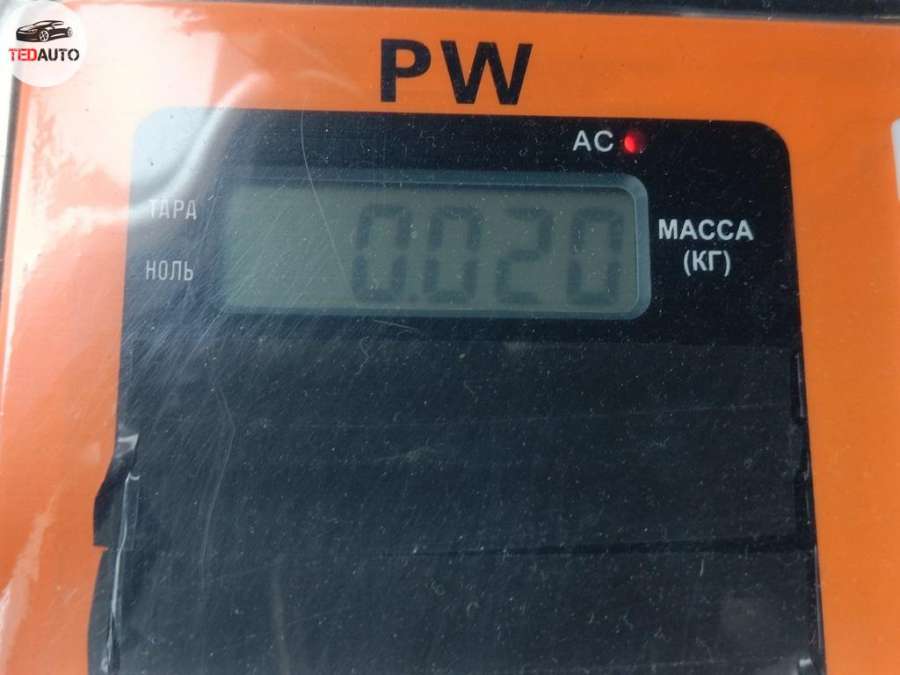 TEDAUTO
PW
AC
ТАРА
0.020
МАССА
НОЛЬ
(КГ)